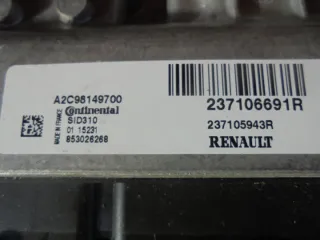 A2C98149700
Continental
SID310
01 15231
853026268
MADE IN FRANCE
237106691R
237105943R
RENAULT